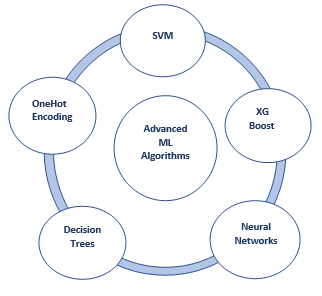 SVM
OneHot
Encoding
XG
Boost
Advanced
ML
Algorithms
Decision
Trees
Neural
Networks